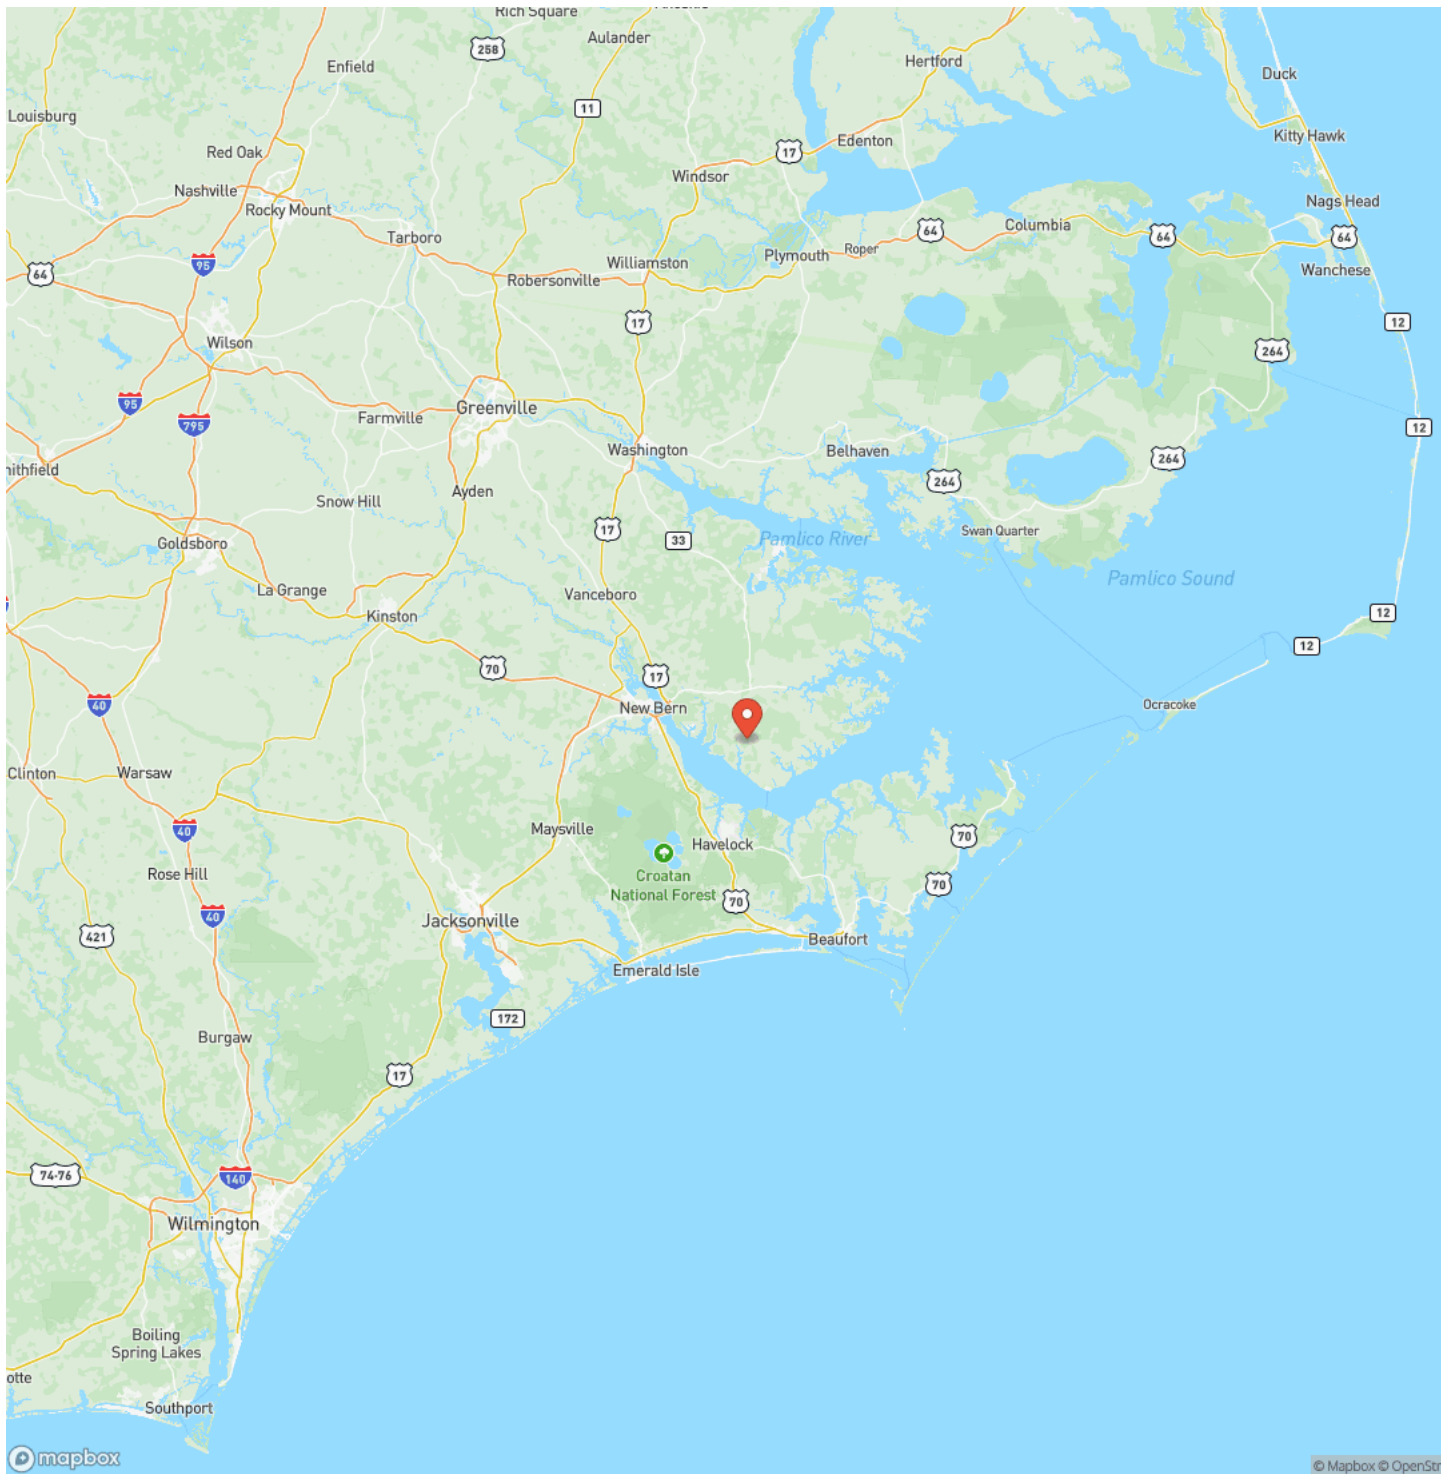 Rich Square
258
Aulander
Hertford
Enfield
Duck
11
Louisburg
Kitty Hawk
Edenton
Red Oak
17
Windsor
Nashville
Nags Head
Rocky Mount
Columbia
64
64
64
Tarboro
Roper
Plymouth
Williamston
95
64
Wanchese
Robersonville
17
12
Wilson
264
95
Greenville
Farmville
795
12
Washington
Belhaven
264
nithfield
264
Ayden
Snow Hill
17
Swan Quarter
33
Pamlico River
Goldsboro
Pamlico Sound
La Grange
Vanceboro
Kinston
12
12
70
17
40
New Bern
Ocracoke
Clinton
Warsaw
40
Maysville
70
Havelock
Croatan
National Forest
Rose Hill
70
70
40
Jacksonville
421
Beaufort
Emerald Isle
172
Burgaw
17
74-76
140
Wilmington
Boiling
Spring Lakes
otte
Southport
mapbox
© Mapbox © OpenStr